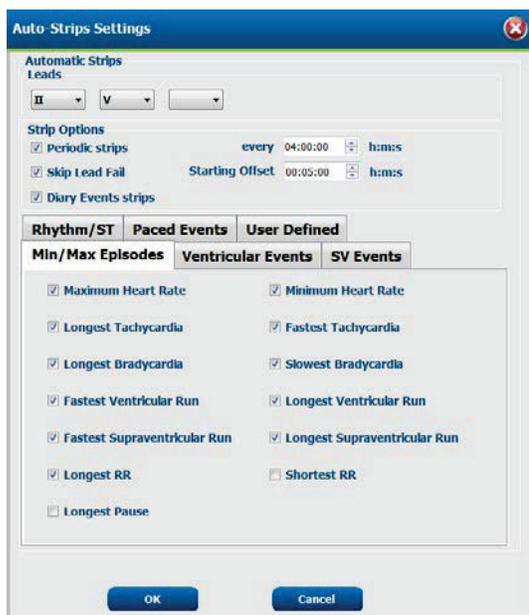 Auto-Strips Settings
Automatic Strips
Leads
II V
Strip Options
Periodic strips every 04:00:00 h:m:s
Skip Lead Fail Starting Offset 00:05:00 h:m:s
Diary Events strips
Rhythm/ST Paced Events User Defined
Min/Max Episodes Ventricular Events SV Events
Maximum Heart Rate Minimum Heart Rate
Longest Tachycardia Fastest Tachycardia
Longest Bradycardia Slowest Bradycardia
Fastest Ventricular Run Longest Ventricular Run
Fastest Supraventricular Run Longest Supraventricular Run
Longest RR Shortest RR
Longest Pause
OK Cancel